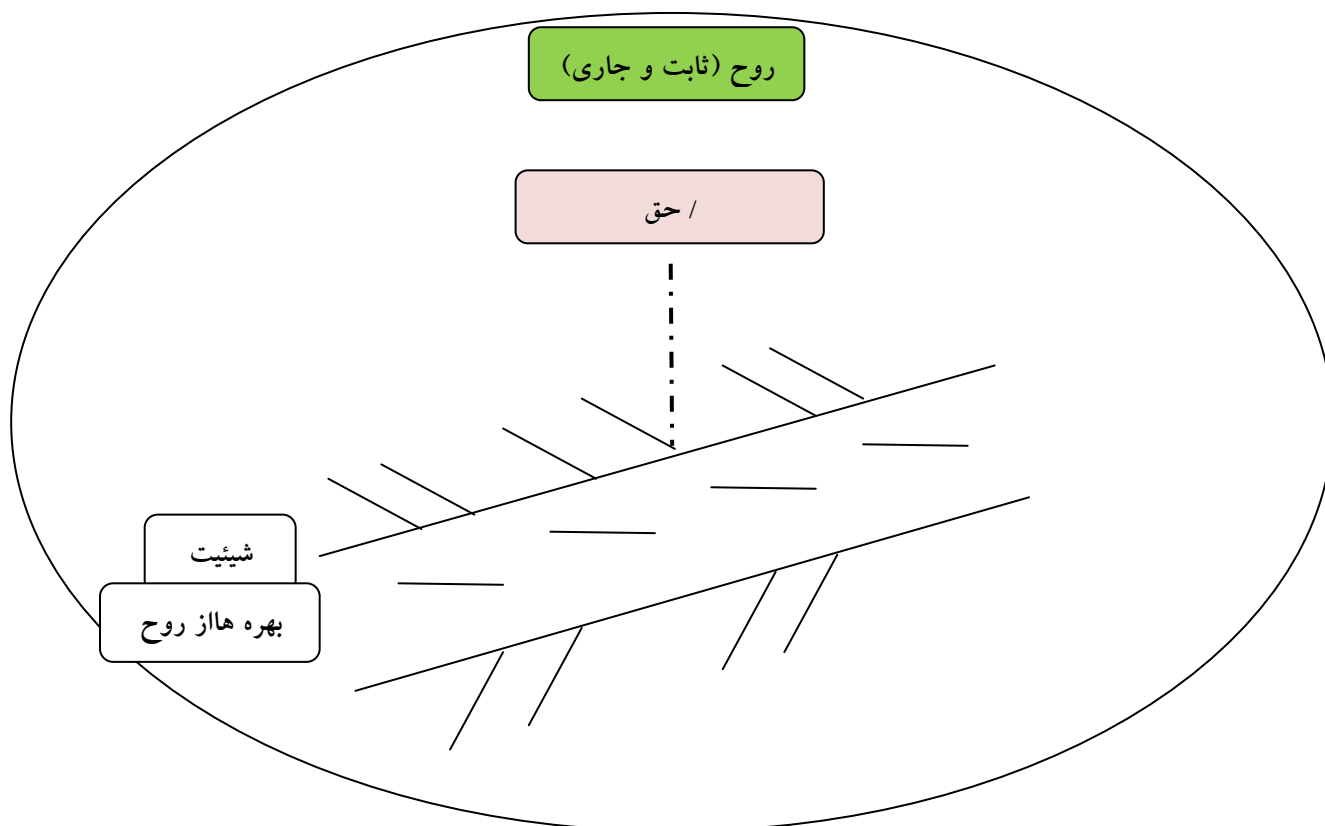 روح (ثابت و جاری)
/ حق
شیئیت
بهره هااز روح